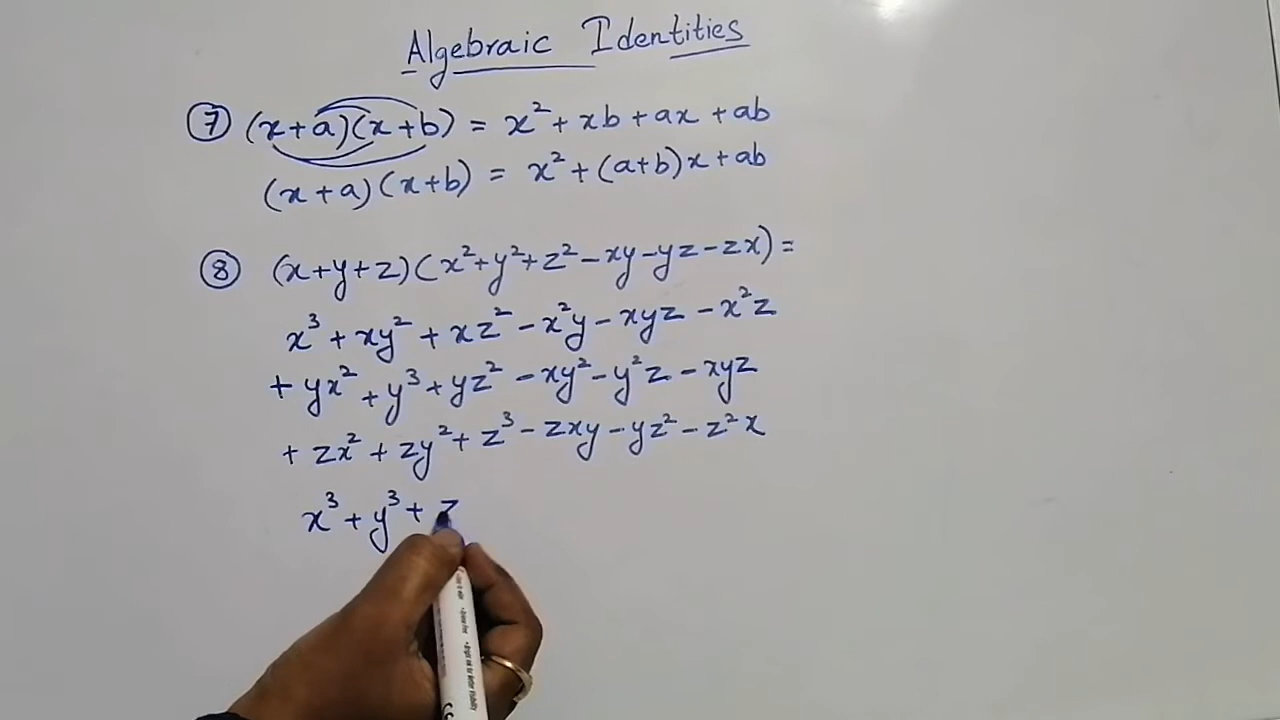 Algebraic Identities
⑦ (x+a)(x+b) = x² + xb + ax + ab
(x+a)(x+b) = x² + (a+b)x + ab
⑧ (x+y+z)(x²+y²+z²-xy-yz-zx) =
x³ + xy² + xz² - x²y - xyz - x²z
+ yx² + y³ + yz² - xy² - y²z - xyz
+ zx² + zy² + z³ - zxy - yz² - z²x
x³ + y³ + z